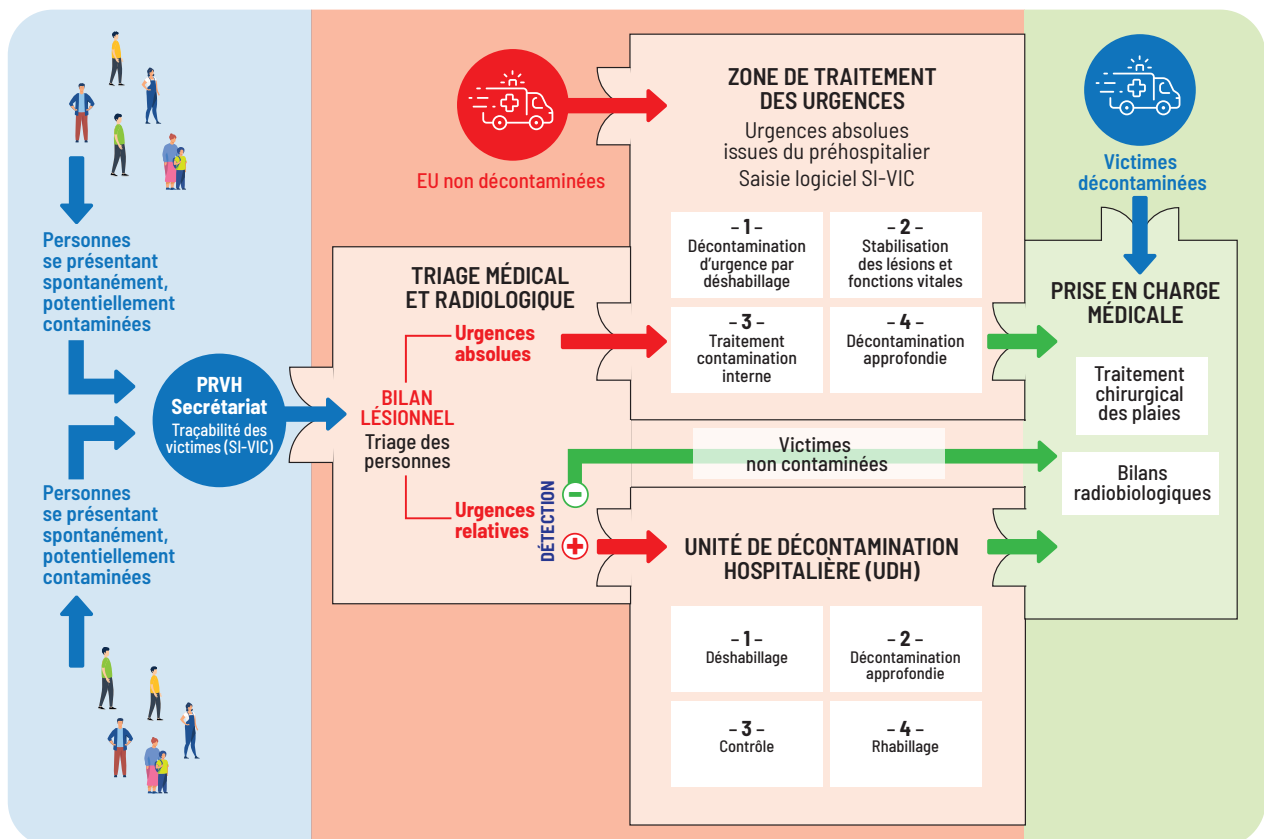 Personnes
se présentant
spontanément,
potentiellement
contaminées
PRVH
Secrétariat
Traçabilité des
victimes (SI-VIC)
Personnes
se présentant
spontanément,
potentiellement
contaminées
EU non décontaminées
TRIAGE MÉDICAL
ET RADIOLOGIQUE
Urgences
absolues
BILAN
LÉSIONNEL
Triage des
personnes
Urgences
relatives
DÉTECTION
−
+
ZONE DE TRAITEMENT
DES URGENCES
Urgences absolues
issues du préhospitalier
Saisie logiciel SI-VIC
– 1 –
Décontamination
d'urgence par
déshabillage
– 2 –
Stabilisation
des lésions et
fonctions vitales
– 3 –
Traitement
contamination
interne
– 4 –
Décontamination
approfondie
Victimes
non contaminées
UNITÉ DE DÉCONTAMINATION
HOSPITALIÈRE (UDH)
– 1 –
Déshabillage
– 2 –
Décontamination
approfondie
– 3 –
Contrôle
– 4 –
Rhabillage
Victimes
décontaminées
PRISE EN CHARGE
MÉDICALE
Traitement
chirurgical
des plaies
Bilans
radiobiologiques